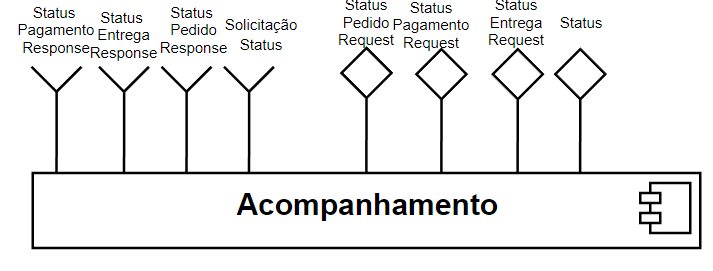 Status
Pagamento
Response
Status
Entrega
Response
Status
Pedido
Response
Solicitação
Status
Status
Pedido
Request
Status
Pagamento
Request
Status
Entrega
Request
Status
Acompanhamento